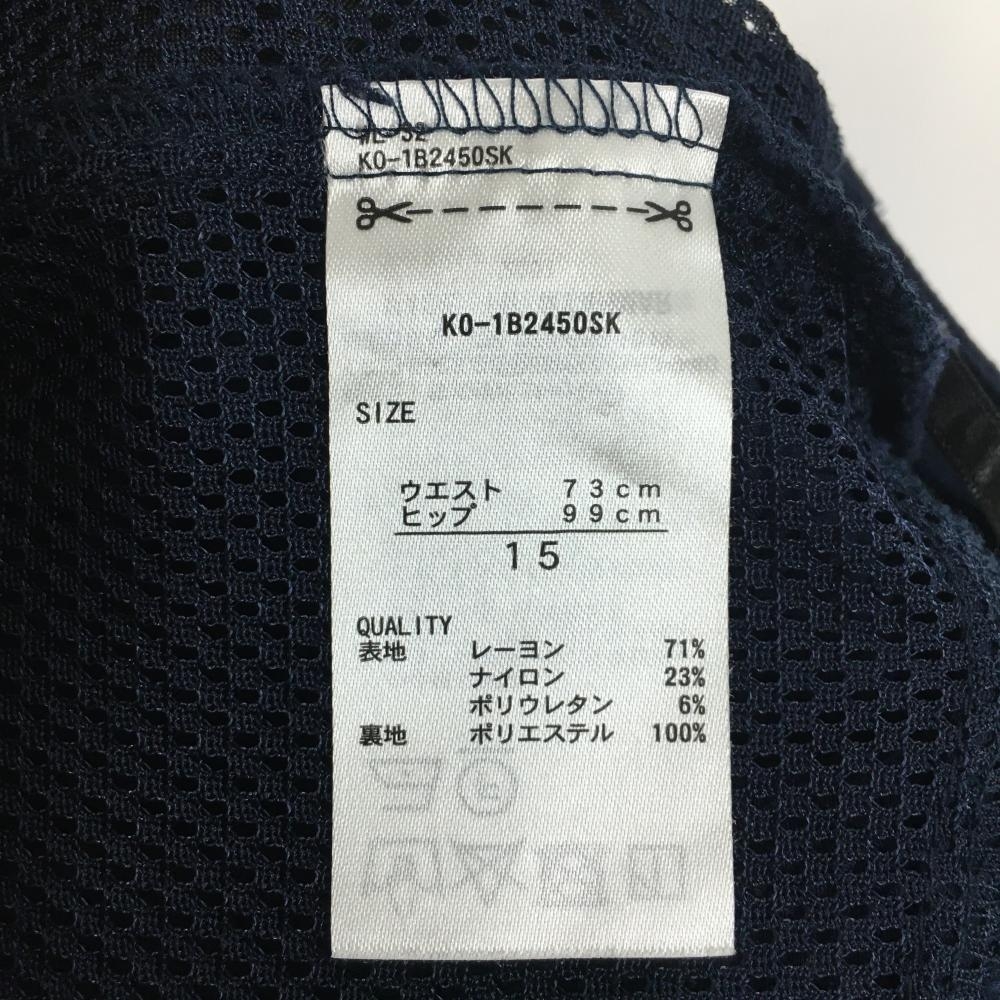 KO-1B2450SK
KO-1B2450SK
SIZE
ウエスト 73cm
ヒップ 99cm
15
QUALITY
表地 レーヨン 71%
ナイロン 23%
ポリウレタン 6%
裏地 ポリエステル 100%